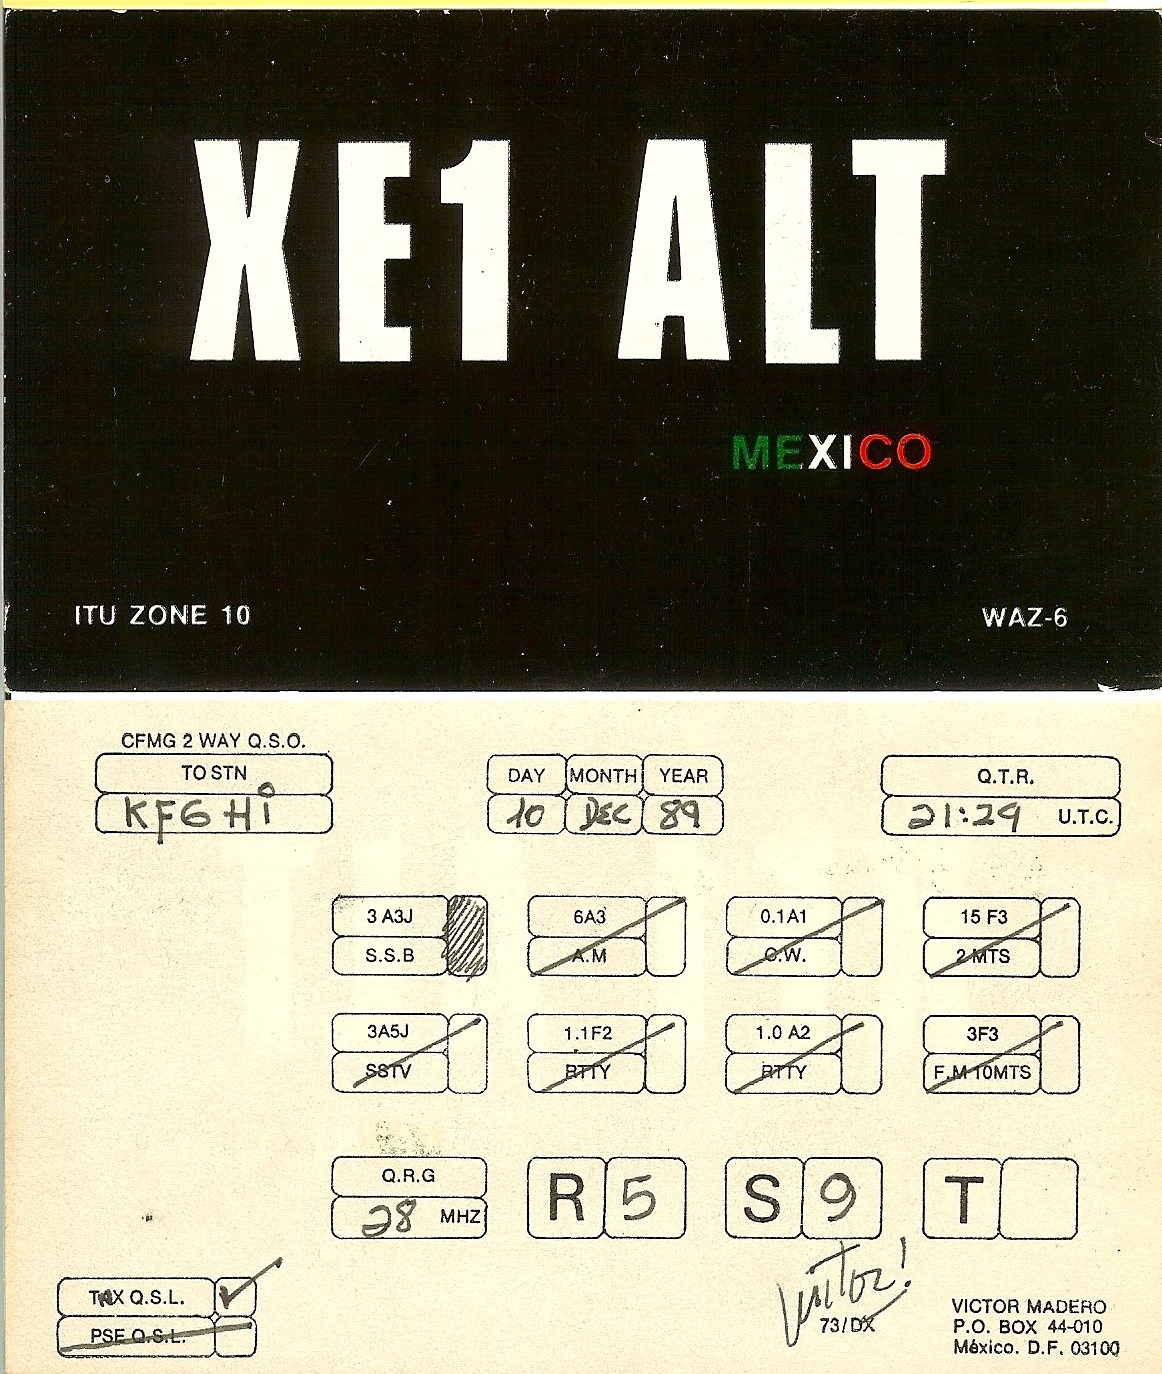 XE1 ALT
MEXICO
ITU ZONE 10 WAZ-6
CFMG 2 WAY Q.S.O.
TO STN DAY MONTH YEAR Q.T.R.
KF6Hi 10 DEC 89 21:29 U.T.C.
3 A3J 6A3 0.1A1 15 F3
S.S.B A.M C.W. 2 MTS
3A5J 1.1F2 1.0 A2 3F3
SSTV RTTY RTTY F.M 10MTS
Q.R.G R 5 S 9 T
28 MHZ
Victor!
TNX Q.S.L.
PSE Q.S.L.
73/DX
VICTOR MADERO
P.O. BOX 44-010
México. D.F. 03100